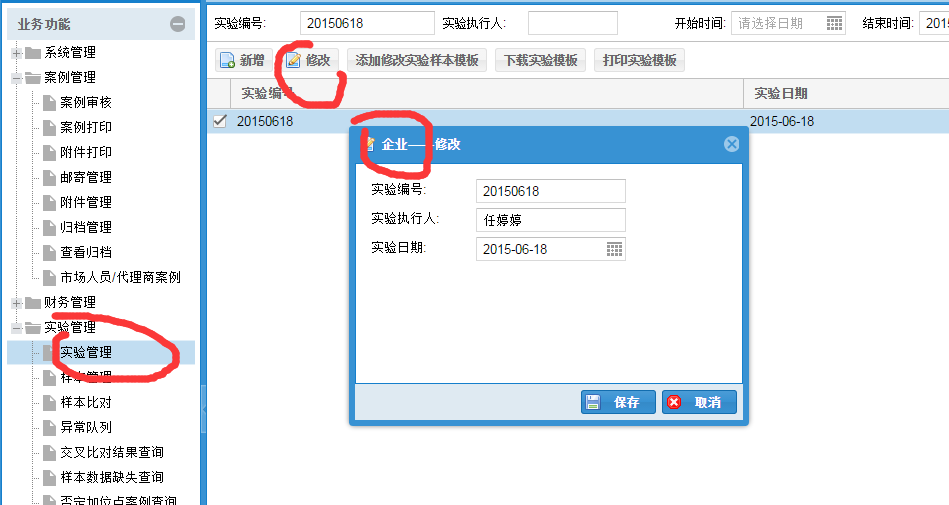 业务功能
系统管理
案例管理
案例审核
案例打印
附件打印
邮寄管理
附件管理
归档管理
查看归档
市场人员/代理商案例
财务管理
实验管理
实验管理
样本管理
样本比对
异常队列
交叉比对结果查询
样本数据缺失查询
否定加位点案例查询
实验编号: 20150618 实验执行人: 开始时间: 请选择日期 结束时间: 2015
新增 修改 添加修改实验样本模板 下载实验模板 打印实验模板
实验编号 实验日期
20150618 2015-06-18
企业——修改
实验编号: 20150618
实验执行人: 任婷婷
实验日期: 2015-06-18
保存 取消